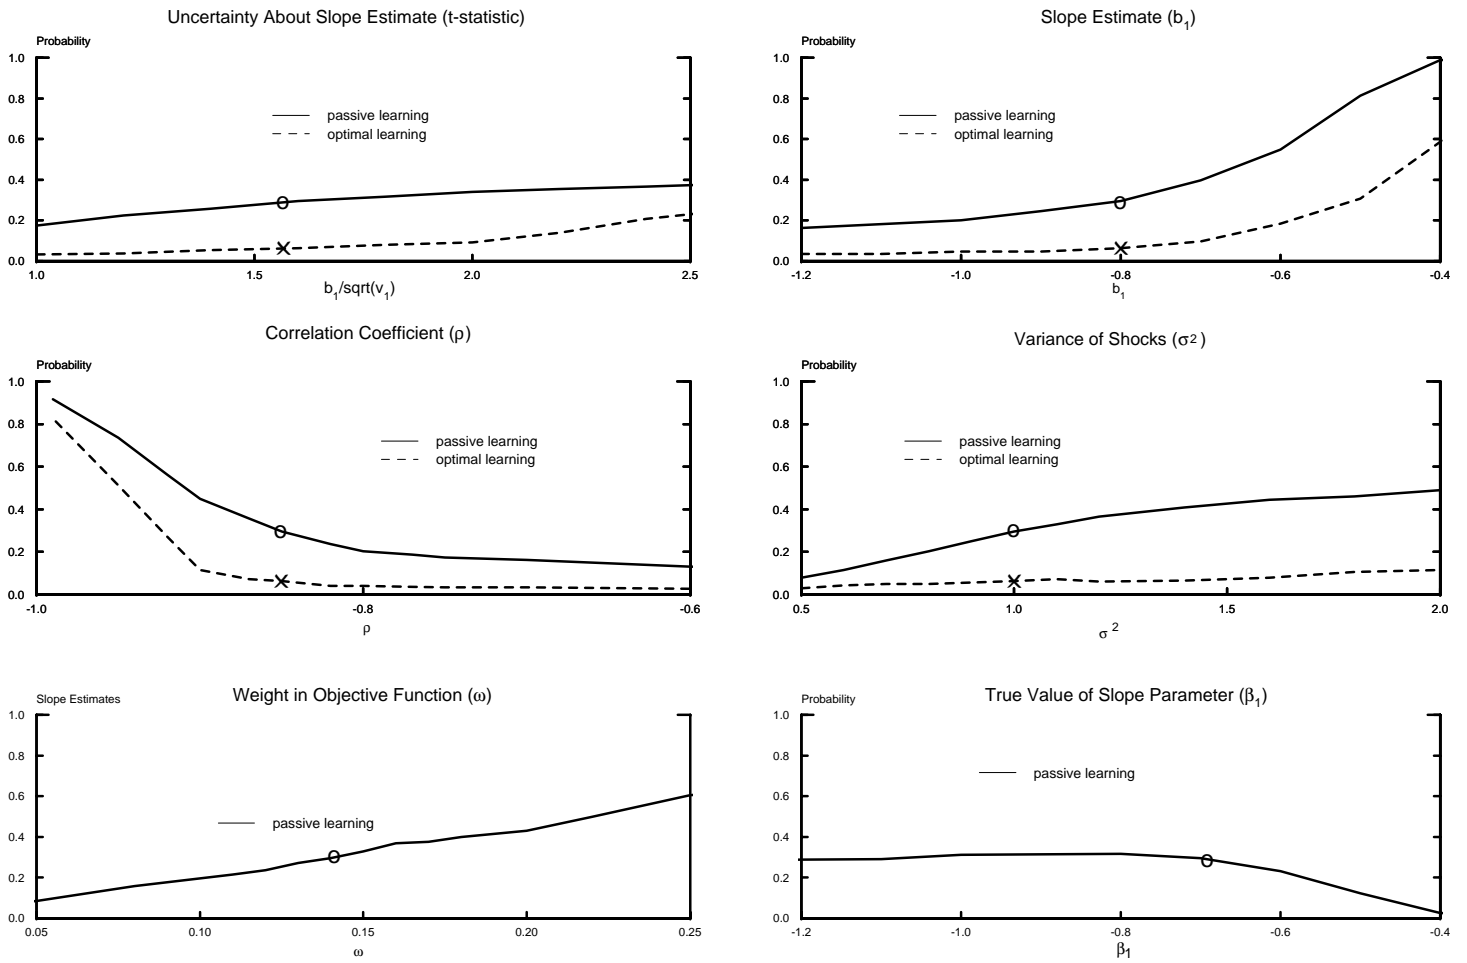 Uncertainty About Slope Estimate (t-statistic)
Probability
1.0
0.8
0.6
0.4
0.2
0.0
passive learning
optimal learning
1.0 1.5 2.0 2.5
b1/sqrt(v1)
Slope Estimate (b1)
Probability
1.0
0.8
0.6
0.4
0.2
0.0
passive learning
optimal learning
-1.2 -1.0 -0.8 -0.6 -0.4
b1
Correlation Coefficient (ρ)
Probability
1.0
0.8
0.6
0.4
0.2
0.0
passive learning
optimal learning
-1.0 -0.8 -0.6
ρ
Variance of Shocks (σ2)
Probability
1.0
0.8
0.6
0.4
0.2
0.0
passive learning
optimal learning
0.5 1.0 1.5 2.0
σ 2
Weight in Objective Function (ω)
Slope Estimates
1.0
0.8
0.6
0.4
0.2
0.0
passive learning
0.05 0.10 0.15 0.20 0.25
ω
True Value of Slope Parameter (β1)
Probability
1.0
0.8
0.6
0.4
0.2
0.0
passive learning
-1.2 -1.0 -0.8 -0.6 -0.4
β1